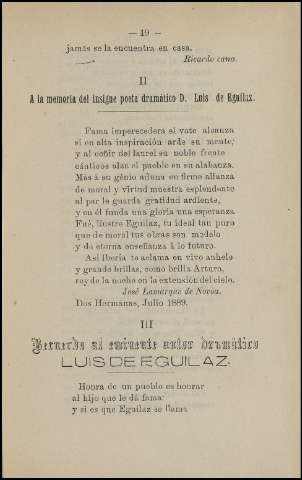 — 19 —
jamás se la encuentra en casa.
Ricardo cano.
II
A la memoria del insigne poeta dramático D. Luis de Eguilaz.
Fama imperecedera el vate alcanza
si en alta inspiración arde su mente;
y al ceñir del laurel su noble frente
cánticos alza el pueblo en su alabanza.
Más á su génio aduna en firme alianza
de moral y virtud muestra esplendente
al par le guarda gratitud ardiente,
y en él funda una gloria una esperanza
Fué, ilustre Eguilaz, tu ideal tan puro
que de moral tus obras son modelo
y de eterna enseñanza á lo futuro.
Asi Iberia te aclama en vivo anhelo
y grande brillas, como brilla Arturo,
rey de la noche en la extensión del cielo.
José Lamarque de Novoa.
Dos Hermanas, Julio 1889.
III
Recuerdo al eminente autor dramático
LUIS DE EGUILAZ.
Honra de un pueblo es honrar
al hijo que le dá fama:
y si es que Eguilaz se llama